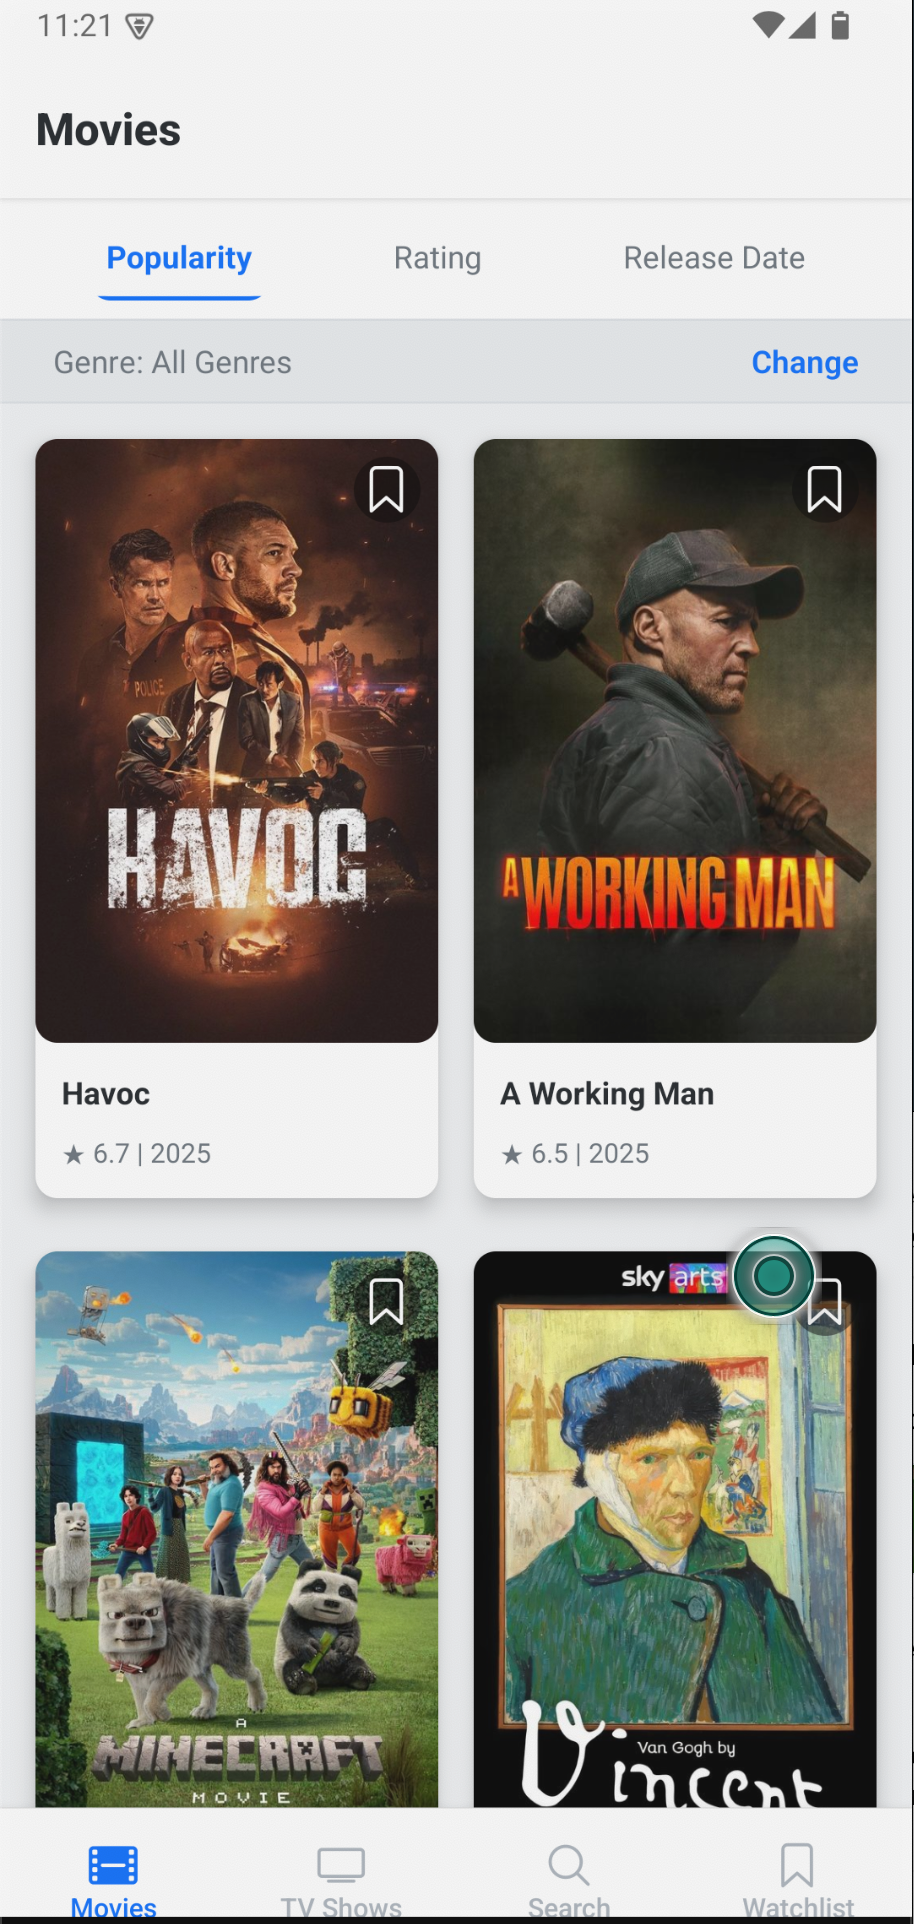 11:21
Movies
Popularity Rating Release Date
Genre: All Genres Change
POLICE
HAVOC
A WORKING MAN
Havoc
★ 6.7 | 2025
A Working Man
★ 6.5 | 2025
A
MINECRAFT
MOVIE
sky arts
Van Gogh by
Vincent
Movies TV Shows Search Watchlist